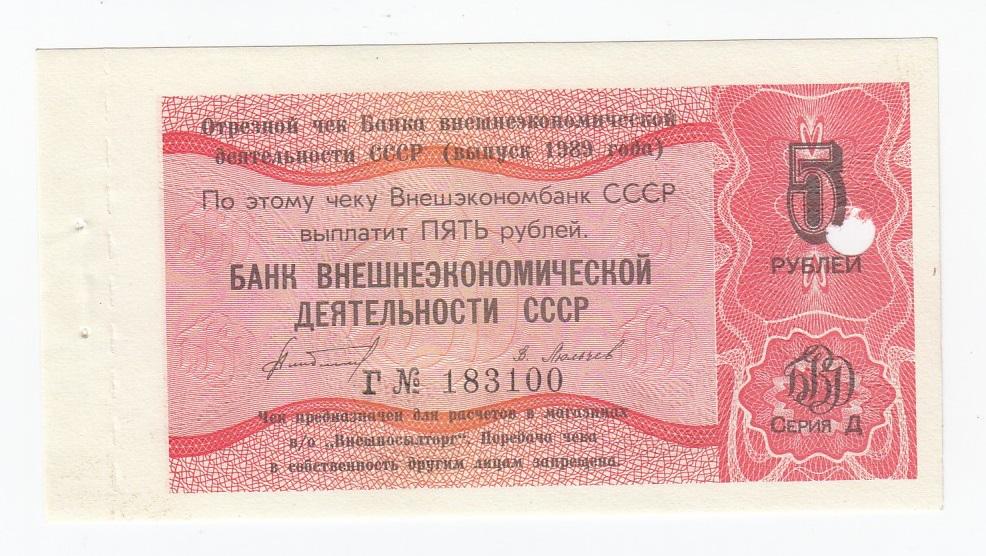 Отрезной чек Банка внешнеэкономической
деятельности СССР (выпуск 1989 года)
По этому чеку Внешэкономбанк СССР
выплатит ПЯТЬ рублей.
БАНК ВНЕШНЕЭКОНОМИЧЕСКОЙ
ДЕЯТЕЛЬНОСТИ СССР
Г № 183100
Чек предназначен для расчетов в магазинах
в/о „Внешпосылторг". Передача чека
в собственность другим лицам запрещена.
5
РУБЛЕЙ
БВД
СЕРИЯ Д